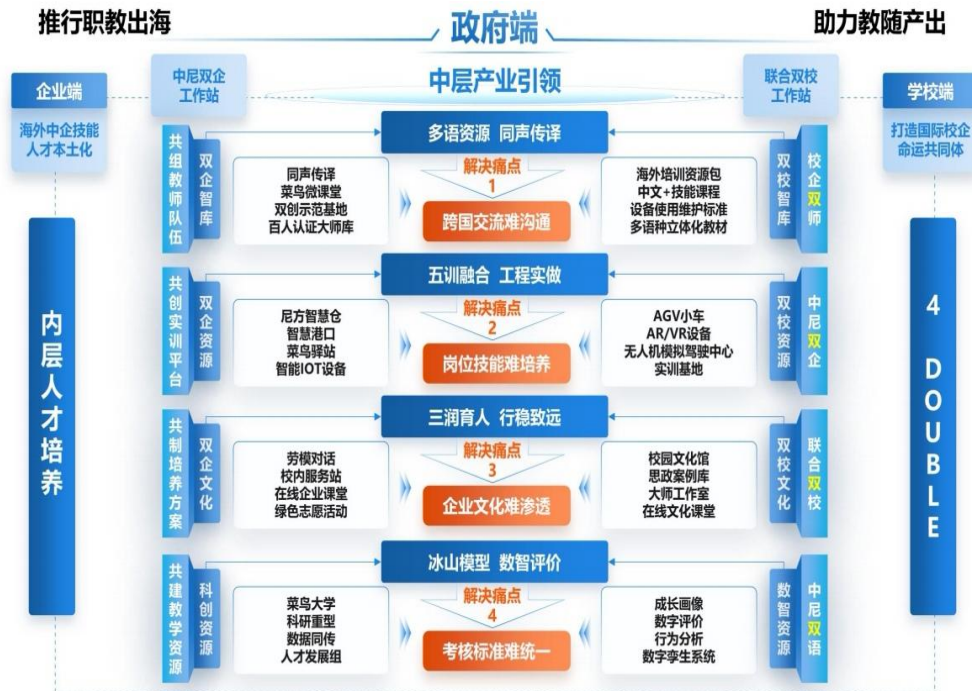 推行职教出海
政府端
助力教随产出
企业端
海外中企技能
人才本土化
中尼双企
工作站
中层产业引领
联合双校
工作站
学校端
打造国际校企
命运共同体
内层人才培养
4 DOUBLE
共组教师队伍
双企智库
多语资源 同声传译
同声传译
菜鸟微课堂
双创示范基地
百人认证大师库
解决痛点
1
跨国交流难沟通
海外培训资源包
中文+技能课程
设备使用维护标准
多语种立体化教材
双校智库
校企双师
共创实训平台
双企资源
五训融合 工程实做
尼方智慧仓
智慧港口
菜鸟驿站
智能IOT设备
解决痛点
2
岗位技能难培养
AGV小车
AR/VR设备
无人机模拟驾驶中心
实训基地
双校资源
中尼双企
共制培养方案
双企文化
三润育人 行稳致远
劳模对话
校内服务站
在线企业课堂
绿色志愿活动
解决痛点
3
企业文化难渗透
校园文化馆
思政案例库
大师工作室
在线文化课堂
双校文化
联合双校
共建教学资源
科创资源
冰山模型 数智评价
菜鸟大学
科研重型
数据同传
人才发展组
解决痛点
4
考核标准难统一
成长画像
数字评价
行为分析
数字孪生系统
数智资源
中尼双语